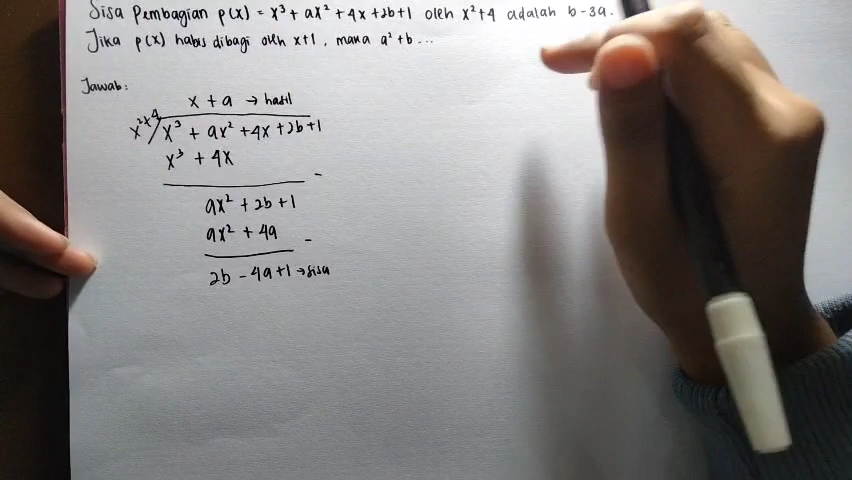 Sisa Pembagian p(x) = x³ + ax² + 4x + 2b + 1 oleh x² + 4 adalah b - 3a.
Jika p(x) habis dibagi oleh x+1, maka a² + b ...
Jawab:
x + a → hasil
x² + 4 / x³ + ax² + 4x + 2b + 1
x³ + 4x
-
ax² + 2b + 1
ax² + 4a
-
2b - 4a + 1 → sisa